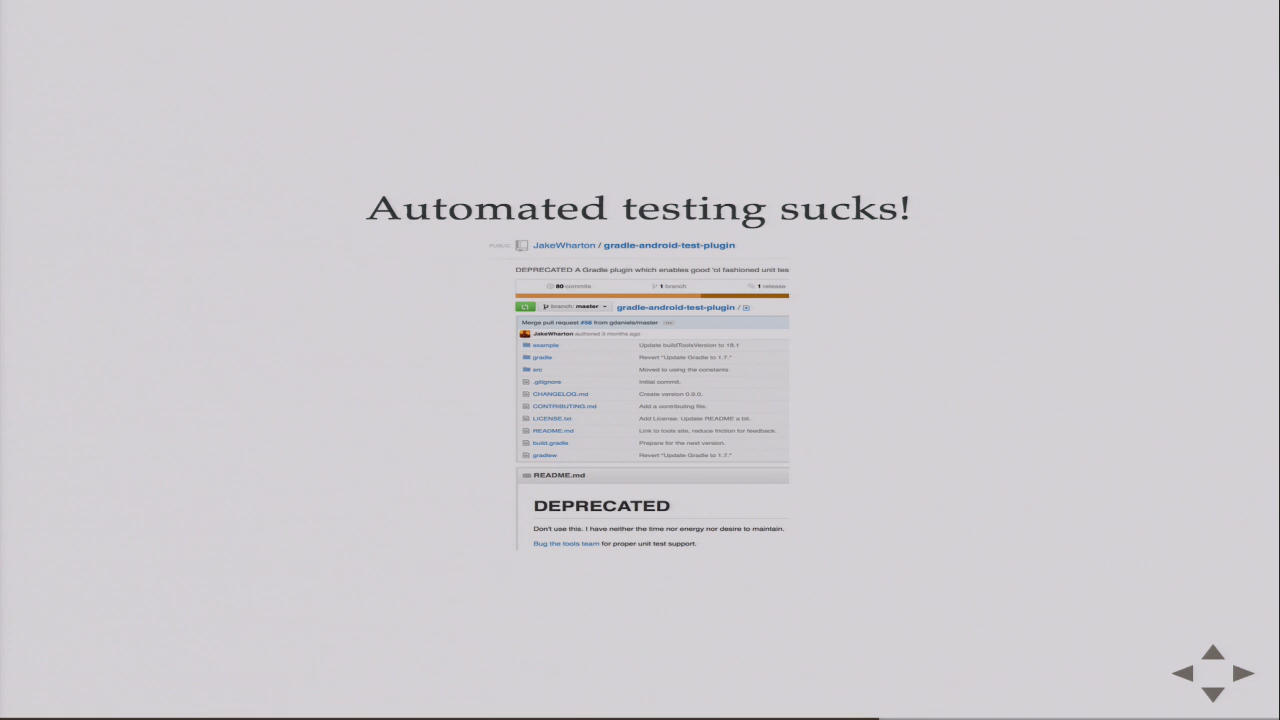 Automated testing sucks!
PUBLIC JakeWharton / gradle-android-test-plugin
DEPRECATED A Gradle plugin which enables good 'ol fashioned unit tes
80 commits 1 branch 1 release
branch: master gradle-android-test-plugin /
Merge pull request #58 from gdaniels/master
JakeWharton authored 3 months ago
example Update buildToolsVersion to 18.1
gradle Revert "Update Gradle to 1.7."
src Moved to using the constants
.gitignore Initial commit.
CHANGELOG.md Create version 0.9.0.
CONTRIBUTING.md Add a contributing file.
LICENSE.txt Add License. Update README a bit.
README.md Link to tools site, reduce friction for feedback.
build.gradle Prepare for the next version.
gradlew Revert "Update Gradle to 1.7."
README.md
DEPRECATED
Don't use this. I have neither the time nor energy nor desire to maintain.
Bug the tools team for proper unit test support.